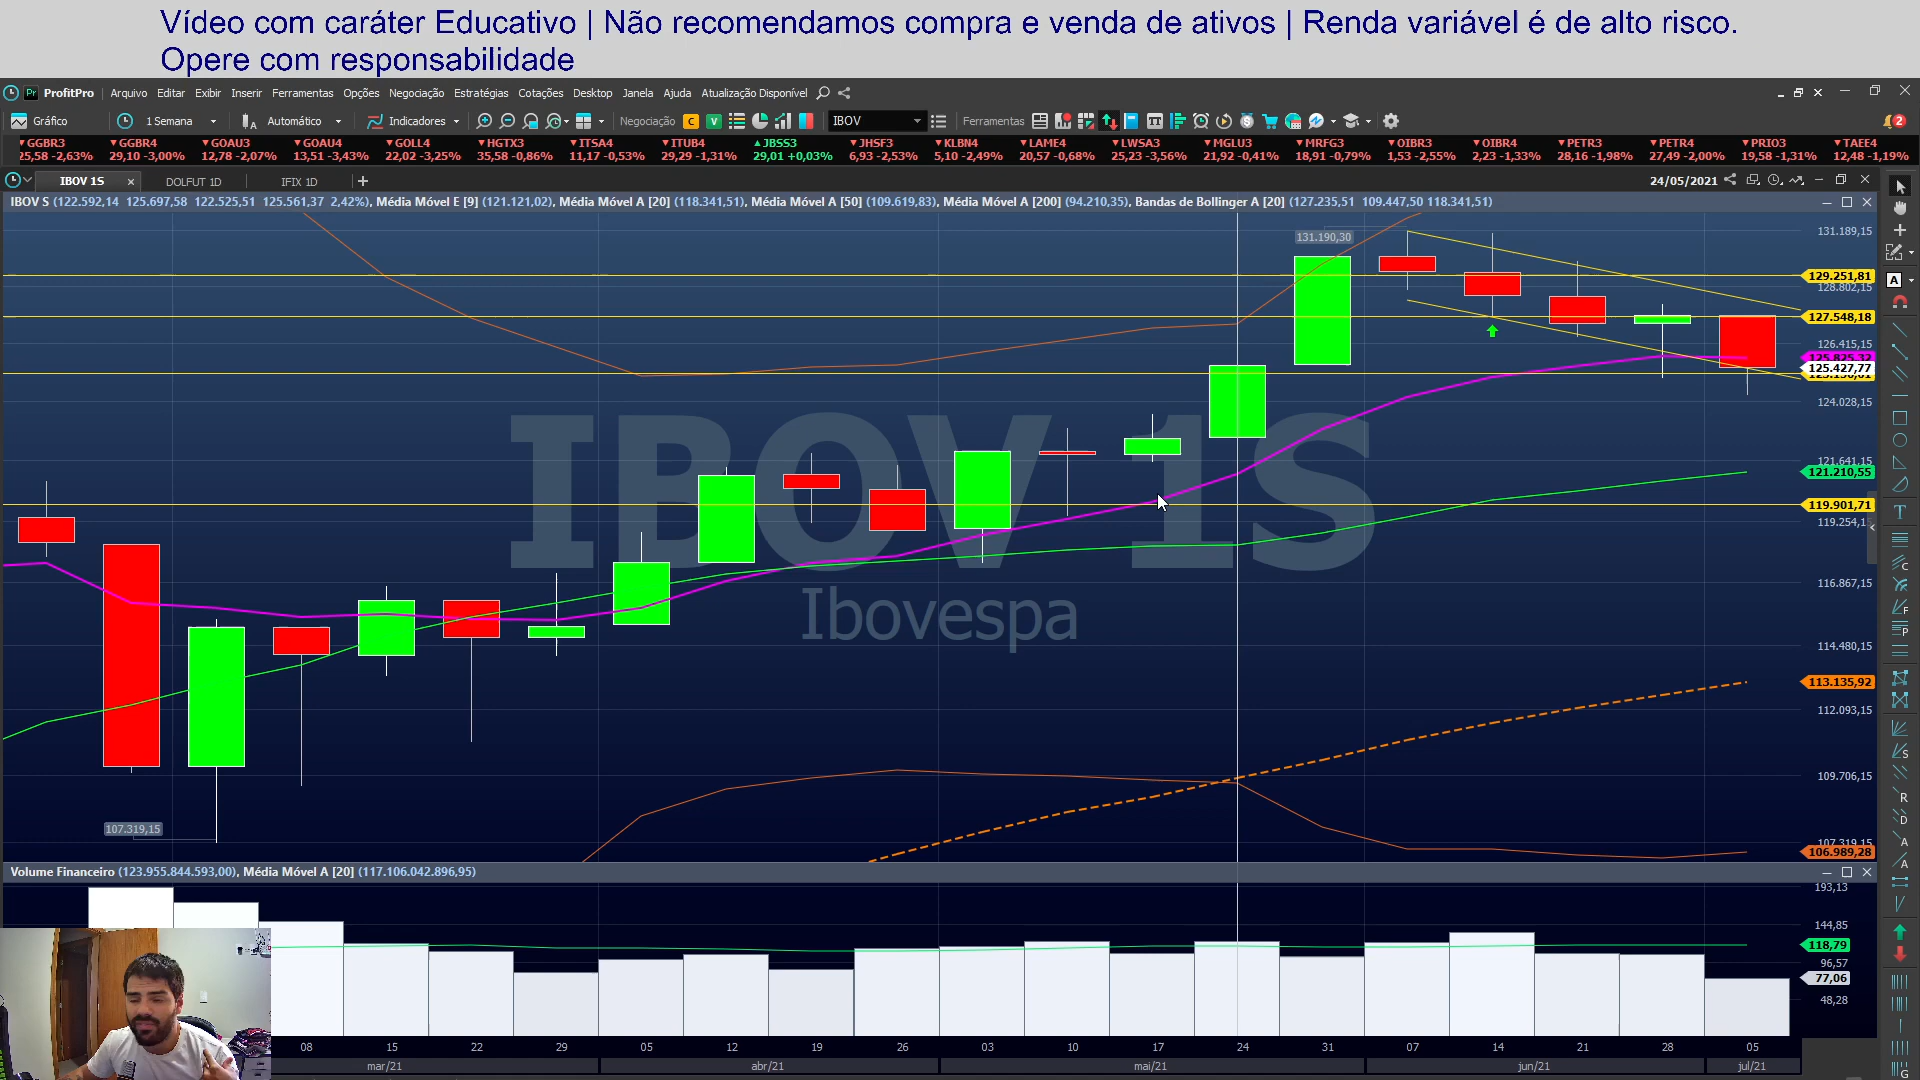 Vídeo com caráter Educativo | Não recomendamos compra e venda de ativos | Renda variável é de alto risco.
Opere com responsabilidade
ProfitPro Arquivo Editar Exibir Inserir Ferramentas Opções Negociação Estratégias Cotações Desktop Janela Ajuda Atualização Disponível
Gráfico 1 Semana Automático Indicadores Negociação C V IBOV Ferramentas 2
GGBR3 GGBR4 GOAU3 GOAU4 GOLL4 HGTX3 ITSA4 ITUB4 JBSS3 JHSF3 KLBN4 LAME4 LWSA3 MGLU3 MRFG3 OIBR3 OIBR4 PETR3 PETR4 PRIO3 TAEE4
25,58 -2,63% 29,10 -3,00% 12,78 -2,07% 13,51 -3,43% 22,02 -3,25% 35,58 -0,86% 11,17 -0,53% 29,29 -1,31% 29,01 +0,03% 6,93 -2,53% 5,10 -2,49% 20,57 -0,68% 25,23 -3,56% 21,92 -0,41% 18,91 -0,79% 1,53 -2,55% 2,23 -1,33% 28,16 -1,98% 27,49 -2,00% 19,58 -1,31% 12,48 -1,19%
IBOV 1S DOLFUT 1D IFIX 1D 24/05/2021
IBOV S (122.592,14 125.697,58 122.525,51 125.561,37 2,42%), Média Móvel E [9] (121.121,02), Média Móvel A [20] (118.341,51), Média Móvel A [50] (109.619,83), Média Móvel A [200] (94.210,35), Bandas de Bollinger A [20] (127.235,51 109.447,50 118.341,51)
131.189,15
131.190,30
129.251,81
128.802,15
127.548,18
126.415,15
125.427,77
124.028,15
IBOV 1S
121.641,15
121.210,55
119.901,71
119.254,1
116.867,15
Ibovespa
114.480,15
113.135,92
112.093,15
109.706,15
107.319,15
107.319,15
106.989,28
Volume Financeiro (123.955.844.593,00), Média Móvel A [20] (117.106.042.896,95)
193,13
144,85
118,79
96,57
77,06
48,28
08 15 22 29 05 12 19 26 03 10 17 24 31 07 14 21 28 05
mar/21 abr/21 mai/21 jun/21 jul/21